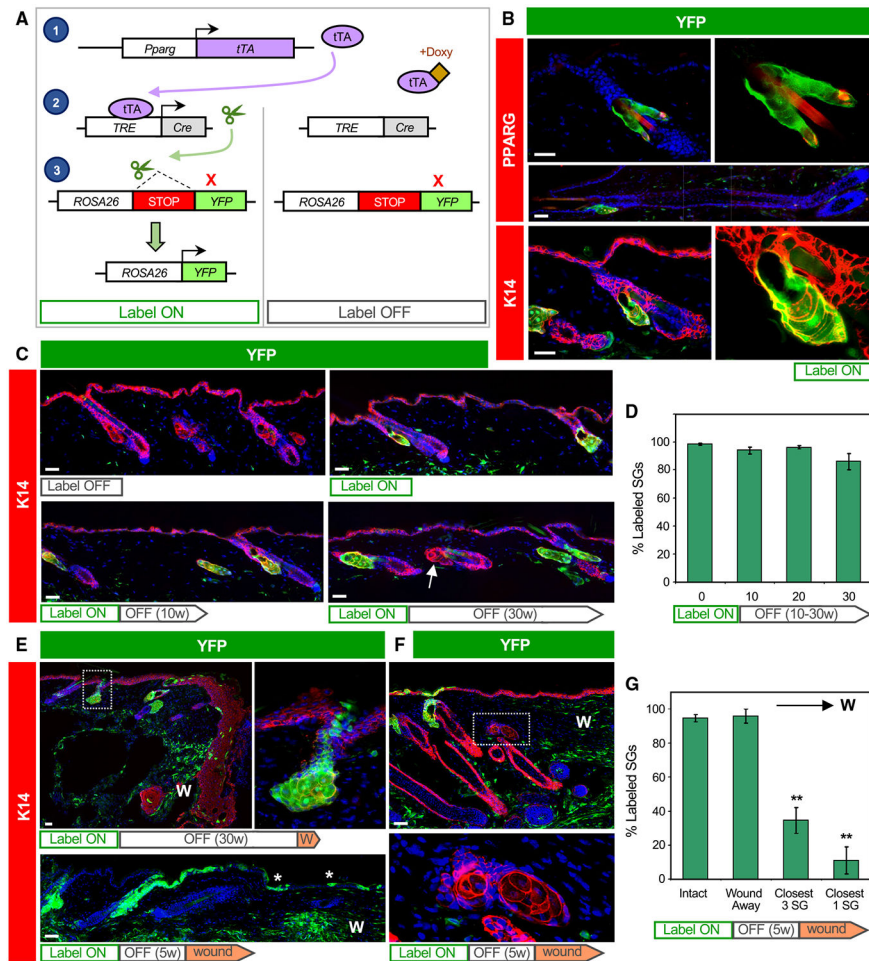 A
1
Pparg
tTA
tTA
+Doxy
tTA
2
tTA
TRE
Cre
TRE
Cre
3
X
X
ROSA26
STOP
YFP
ROSA26
STOP
YFP
ROSA26
YFP
Label ON
Label OFF
B
YFP
PPARG
K14
Label ON
C
YFP
K14
Label OFF
Label ON
Label ON
OFF (10w)
Label ON
OFF (30w)
D
% Labeled SGs
100
80
60
40
20
0
0
10
20
30
Label ON
OFF (10-30w)
E
YFP
K14
W
Label ON
OFF (30w)
W
*
*
W
Label ON
OFF (5w)
wound
F
YFP
W
Label ON
OFF (5w)
wound
G
% Labeled SGs
100
80
60
40
20
0
W
**
**
Intact
Wound
Away
Closest
3 SG
Closest
1 SG
Label ON
OFF (5w)
wound